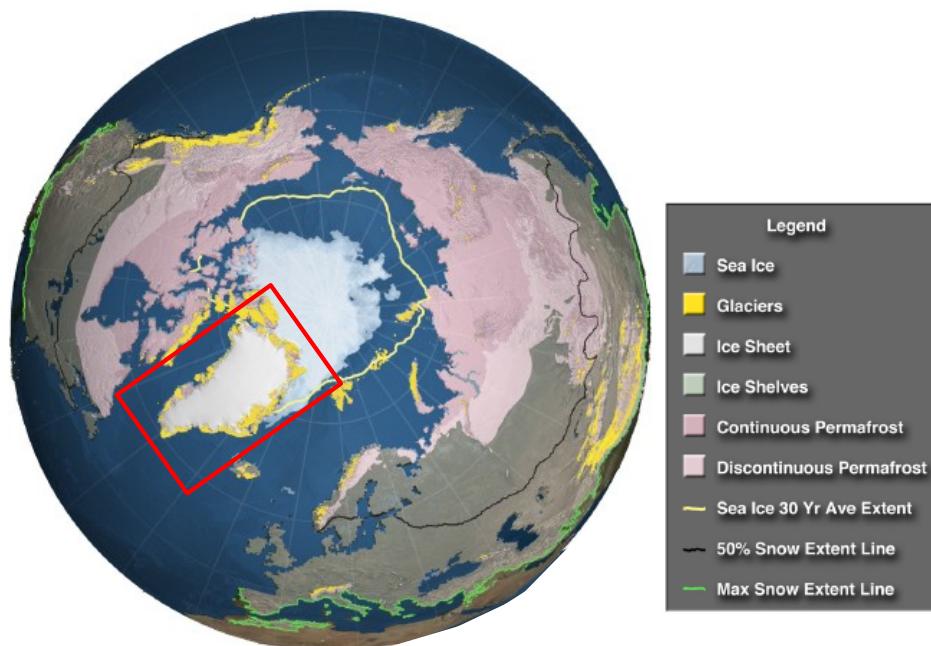 Legend
Sea Ice
Glaciers
Ice Sheet
Ice Shelves
Continuous Permafrost
Discontinuous Permafrost
Sea Ice 30 Yr Ave Extent
50% Snow Extent Line
Max Snow Extent Line